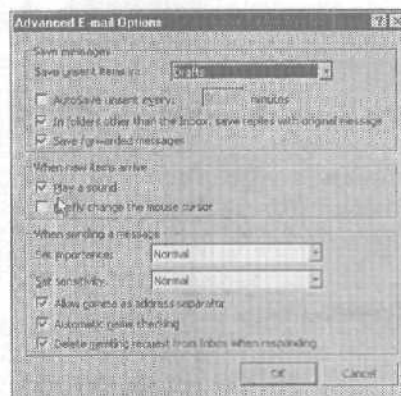 Advanced E-mail Options
Save messages
Save unsent items in: Drafts
AutoSave unsent every: minutes
In folders other than the Inbox, save replies with original message
Save forwarded messages
When new items arrive
Play a sound
Briefly change the mouse cursor
When sending a message
Set importance: Normal
Set sensitivity: Normal
Allow comma as address separator
Automatic name checking
Delete meeting request from Inbox when responding
OK Cancel